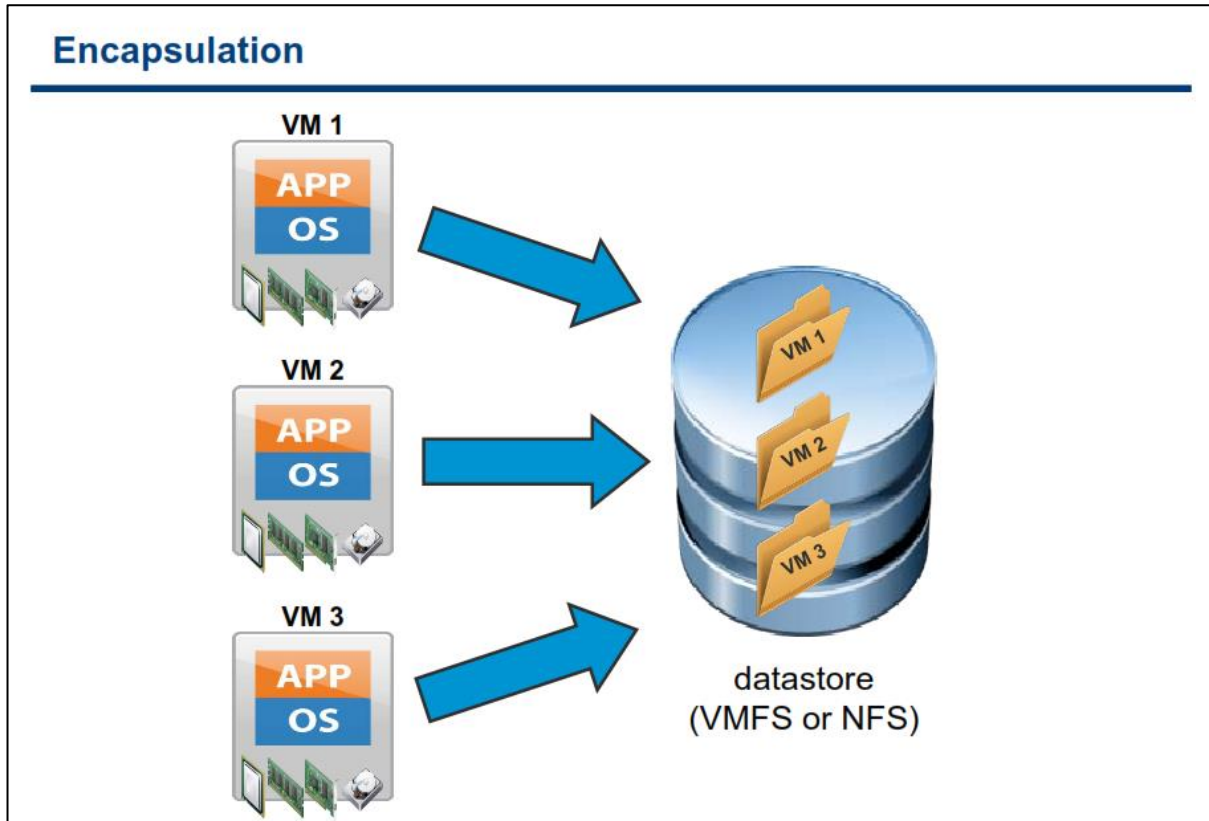 Encapsulation
VM 1
APP
OS
VM 2
APP
OS
VM 3
APP
OS
VM 1
VM 2
VM 3
datastore
(VMFS or NFS)